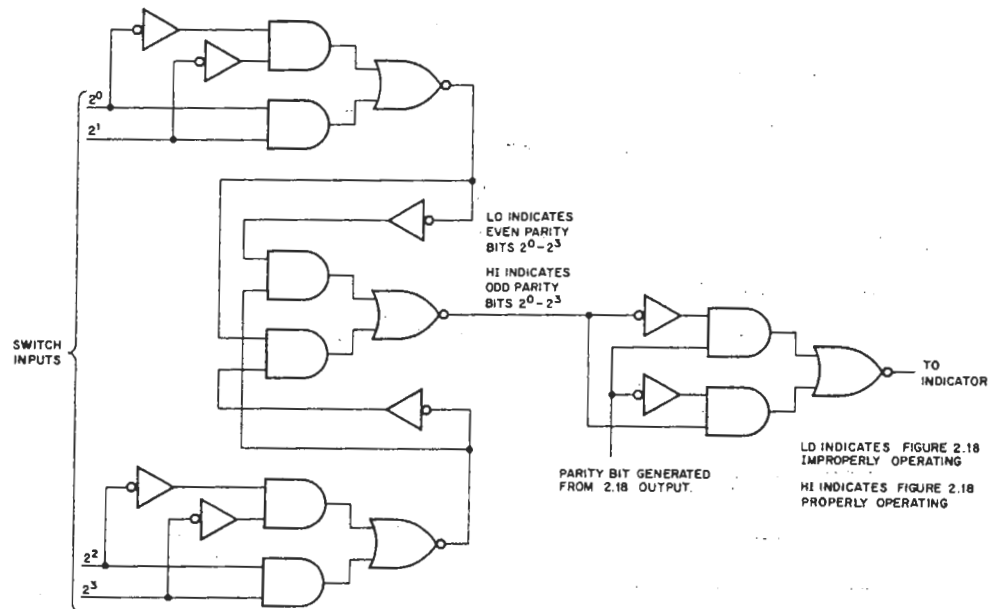 2⁰
2¹
LO INDICATES
EVEN PARITY
BITS 2⁰-2³
HI INDICATES
ODD PARITY
BITS 2⁰-2³
SWITCH
INPUTS
TO
INDICATOR
PARITY BIT GENERATED
FROM 2.18 OUTPUT.
LO INDICATES FIGURE 2.18
IMPROPERLY OPERATING
HI INDICATES FIGURE 2.18
PROPERLY OPERATING
2²
2³